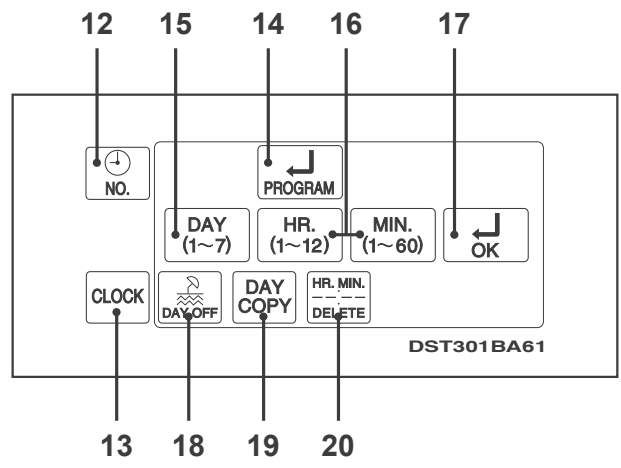 12 15 14 16 17
NO.
PROGRAM
DAY
(1~7)
HR.
(1~12)
MIN.
(1~60)
OK
CLOCK
DAY OFF
DAY
COPY
HR. MIN.
--:--
DELETE
DST301BA61
13 18 19 20